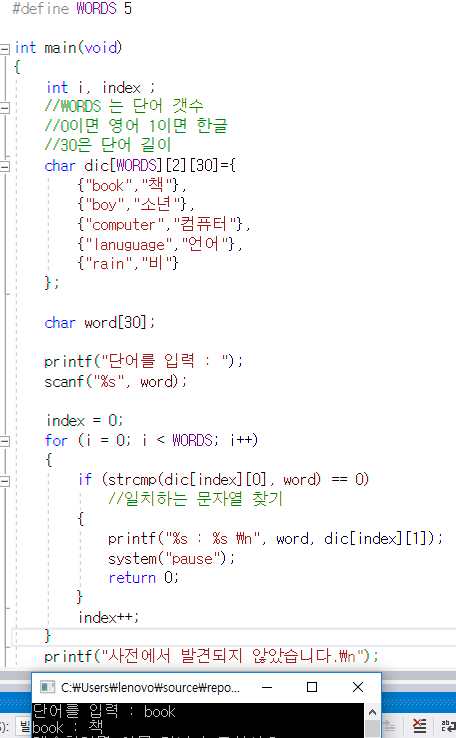 #define WORDS 5
int main(void)
{
int i, index ;
//WORDS 는 단어 갯수
//0이면 영어 1이면 한글
//30은 단어 길이
char dic[WORDS][2][30]={
{"book","책"},
{"boy","소년"},
{"computer","컴퓨터"},
{"lanuguage","언어"},
{"rain","비"}
};
char word[30];
printf("단어를 입력 : ");
scanf("%s", word);
index = 0;
for (i = 0; i < WORDS; i++)
{
if (strcmp(dic[index][0], word) == 0)
//일치하는 문자열 찾기
{
printf("%s : %s ₩n", word, dic[index][1]);
system("pause");
return 0;
}
index++;
}
printf("사전에서 발견되지 않았습니다.₩n");
C:₩Users₩lenovo₩source₩repo...
단어를 입력 : book
book : 책